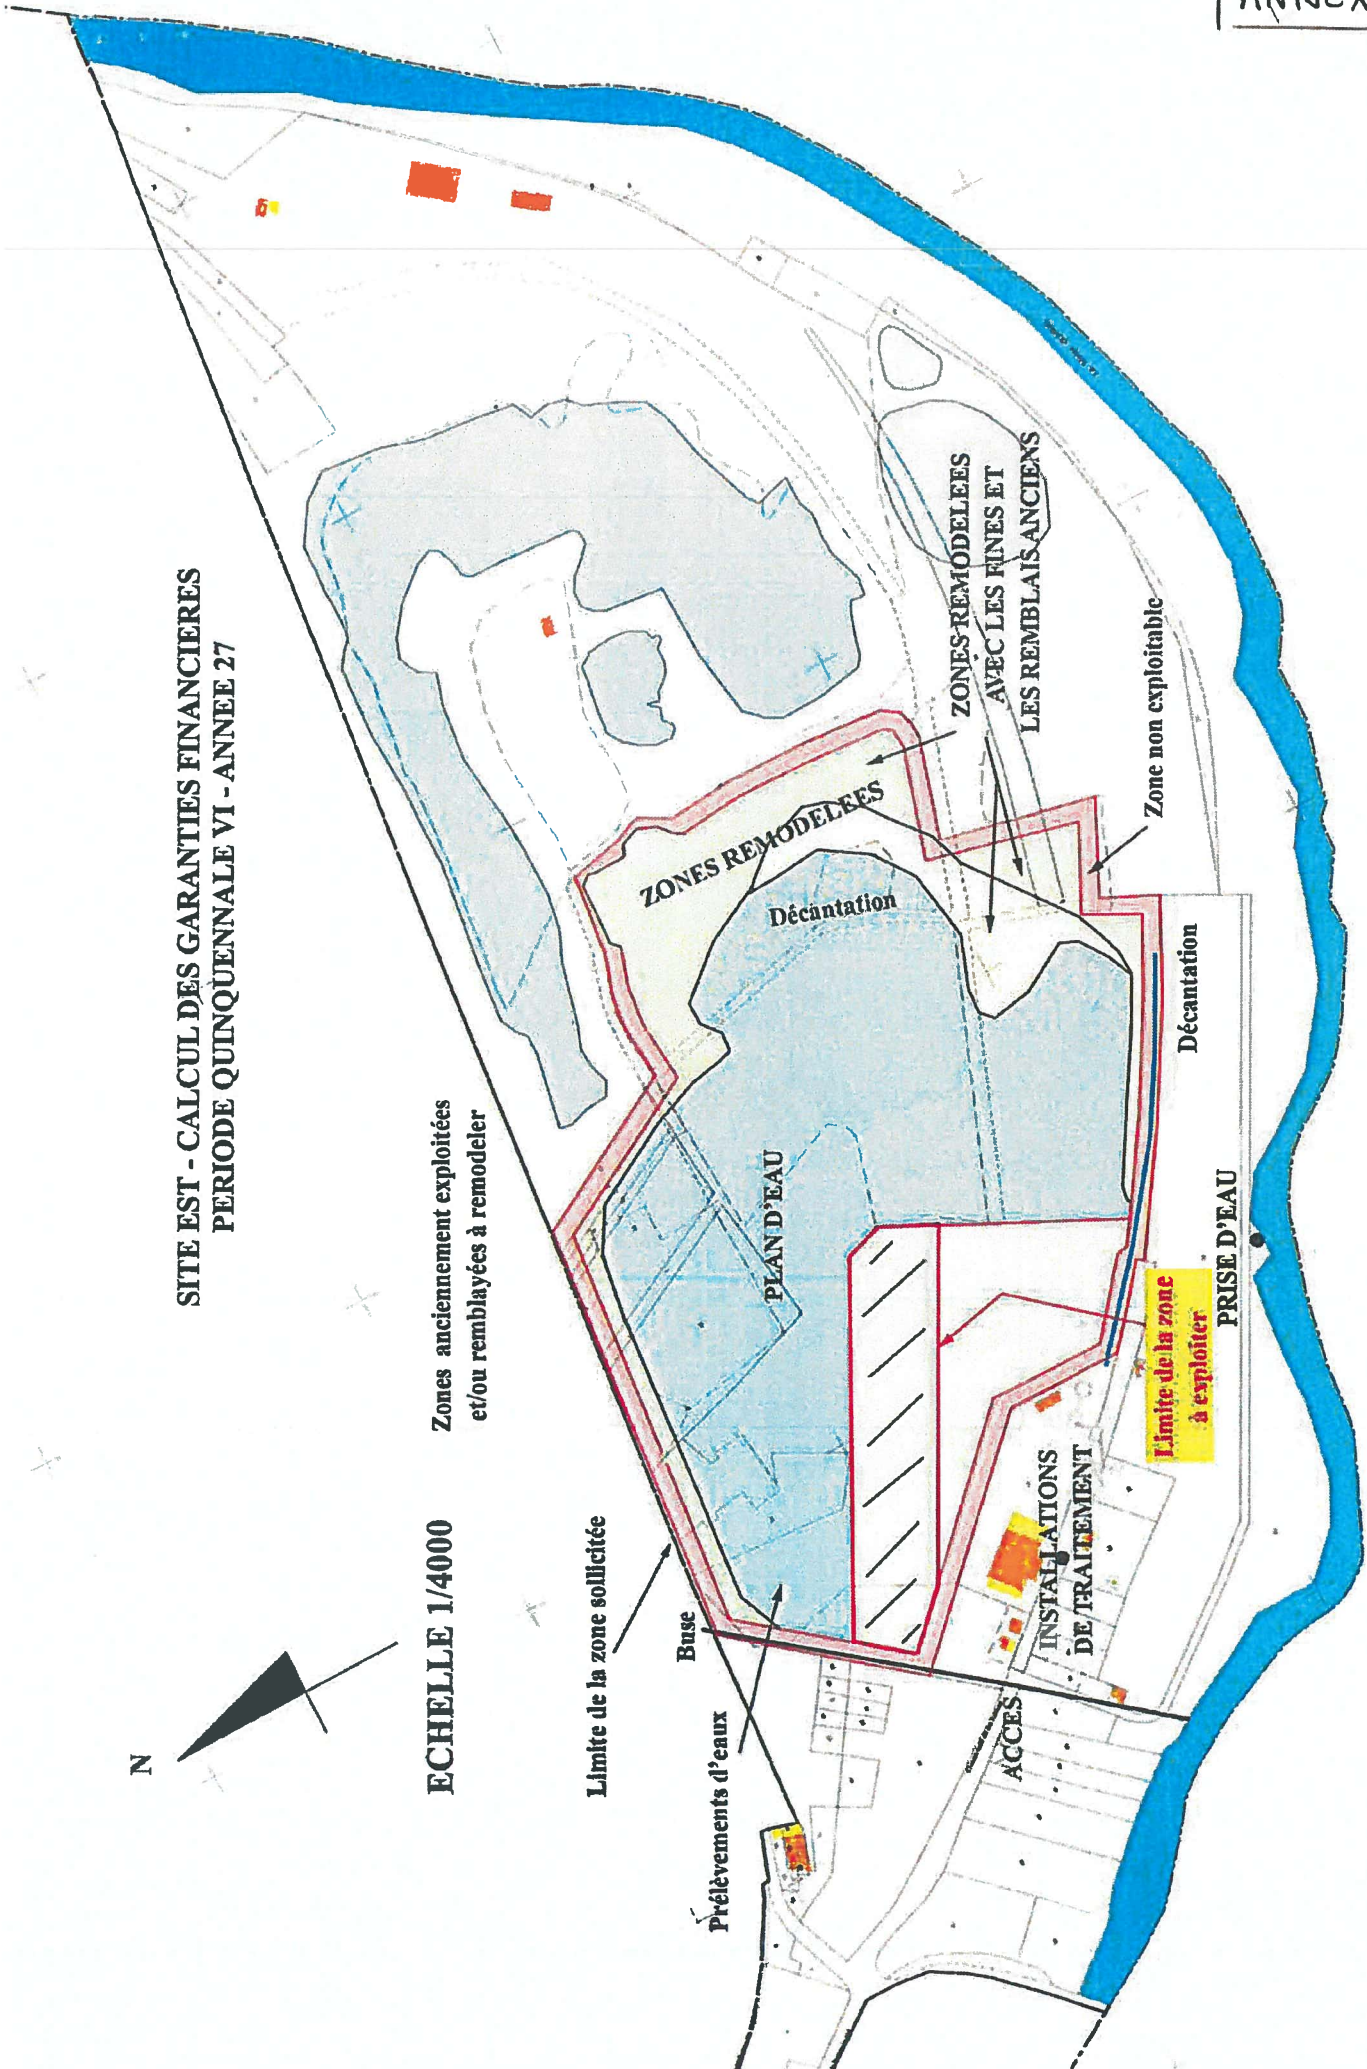 ANNEX
SITE EST - CALCUL DES GARANTIES FINANCIERES
PERIODE QUINQUENNALE VI - ANNEE 27
N
ECHELLE 1/4000
Zones anciennement exploitées
et/ou remblayées à remodeler
Limite de la zone sollicitée
Buse
Prélèvements d'eaux
PLAN D'EAU
ZONES REMODELEES
Décantation
ZONES REMODELEES
AVEC LES FINES ET
LES REMBLAIS ANCIENS
Zone non exploitable
Décantation
PRISE D'EAU
Limite de la zone
à exploiter
INSTALLATIONS
DE TRAITEMENT
ACCES